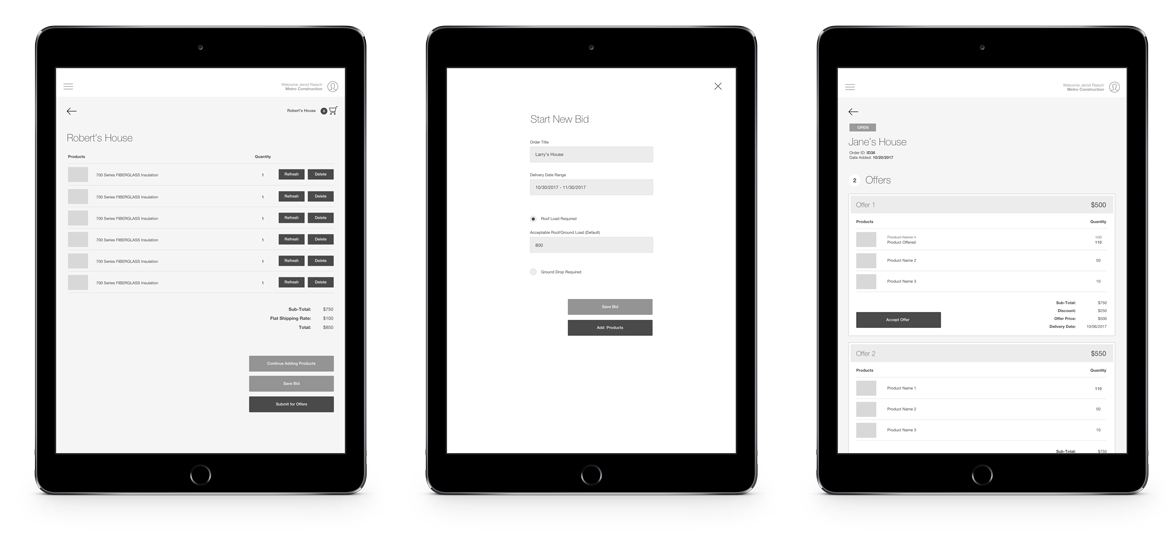 Welcome Jarod Rasch
Metro Construction
Robert's House
Robert's House
Products Quantity
700 Series FIBERGLASS Insulation 1 Refresh Delete
700 Series FIBERGLASS Insulation 1 Refresh Delete
700 Series FIBERGLASS Insulation 1 Refresh Delete
700 Series FIBERGLASS Insulation 1 Refresh Delete
700 Series FIBERGLASS Insulation 1 Refresh Delete
700 Series FIBERGLASS Insulation 1 Refresh Delete
Sub-Total: $750
Flat Shipping Rate: $100
Total: $850
Continue Adding Products
Save Bid
Submit for Offers
Start New Bid
Order Title
Larry's House
Delivery Date Range
10/30/2017 - 11/30/2017
Roof Load Required
Acceptable Roof/Ground Load (Default)
800
Ground Drop Required
Save Bid
Add Products
Welcome Jarod Rasch
Metro Construction
OPEN
Jane's House
Order ID: ID36
Date Added: 10/20/2017
2 Offers
Offer 1 $500
Products Quantity
Product Name 1 100
Product Offered 110
Product Name 2 50
Product Name 3 10
Sub-Total: $750
Discount: $250
Offer Price: $500
Delivery Date: 10/26/2017
Accept Offer
Offer 2 $550
Products Quantity
Product Name 1 110
Product Name 2 50
Product Name 3 10
Sub-Total: $750